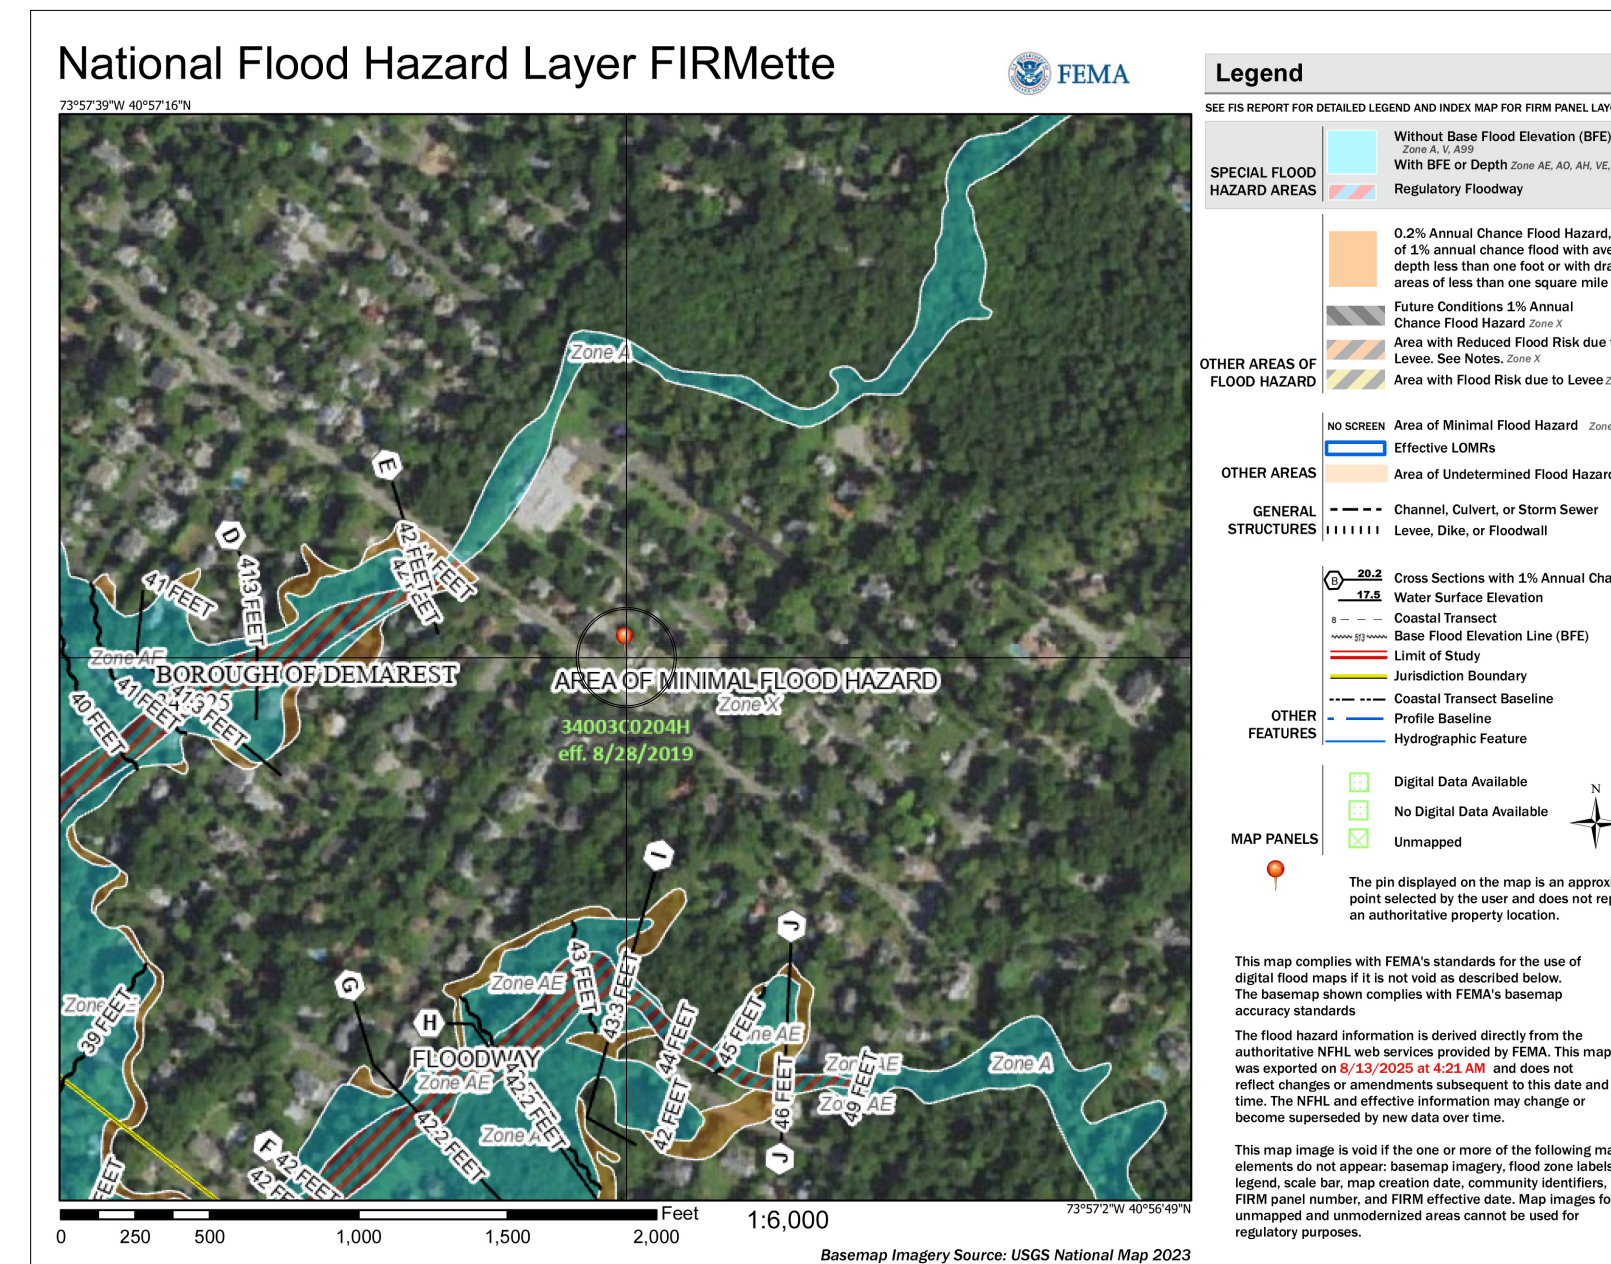 National Flood Hazard Layer FIRMette
FEMA
73°57'39"W 40°57'16"N
Zone A
E
D
42 FEET
41 FEET
41.3 FEET
FEET
42 FEET
Zone AE
BOROUGH OF DEMAREST
41 FEET
40 FEET
AREA OF MINIMAL FLOOD HAZARD
Zone X
34003C0204H
eff. 8/28/2019
I
J
G
H
43 FEET
43.3 FEET
Zone AE
39 FEET
44 FEET
45 FEET
Zone AE
FLOODWAY
Zone AE
Zone AE
Zone A
46 FEET
49 FEET
Zone AE
42 FEET
42.2 FEET
42.2 FEET
F
42 FEET
FEET
J
Feet
0 250 500 1,000 1,500 2,000
1:6,000
73°57'2"W 40°56'49"N
Basemap Imagery Source: USGS National Map 2023
Legend
SEE FIS REPORT FOR DETAILED LEGEND AND INDEX MAP FOR FIRM PANEL LAY
SPECIAL FLOOD
HAZARD AREAS
Without Base Flood Elevation (BFE)
Zone A, V, A99
With BFE or Depth Zone AE, AO, AH, VE,
Regulatory Floodway
OTHER AREAS OF
FLOOD HAZARD
0.2% Annual Chance Flood Hazard,
of 1% annual chance flood with ave
depth less than one foot or with dra
areas of less than one square mile
Future Conditions 1% Annual
Chance Flood Hazard Zone X
Area with Reduced Flood Risk due
Levee. See Notes. Zone X
Area with Flood Risk due to Levee
OTHER AREAS
NO SCREEN Area of Minimal Flood Hazard Zone
Effective LOMRs
Area of Undetermined Flood Hazard
GENERAL
STRUCTURES
Channel, Culvert, or Storm Sewer
Levee, Dike, or Floodwall
OTHER
FEATURES
B 20.2 Cross Sections with 1% Annual Cha
17.5 Water Surface Elevation
8 Coastal Transect
513 Base Flood Elevation Line (BFE)
Limit of Study
Jurisdiction Boundary
Coastal Transect Baseline
Profile Baseline
Hydrographic Feature
MAP PANELS
Digital Data Available
No Digital Data Available
Unmapped
N
The pin displayed on the map is an approxi
point selected by the user and does not rep
an authoritative property location.
This map complies with FEMA's standards for the use of
digital flood maps if it is not void as described below.
The basemap shown complies with FEMA's basemap
accuracy standards
The flood hazard information is derived directly from the
authoritative NFHL web services provided by FEMA. This map
was exported on 8/13/2025 at 4:21 AM and does not
reflect changes or amendments subsequent to this date and
time. The NFHL and effective information may change or
become superseded by new data over time.
This map image is void if the one or more of the following ma
elements do not appear: basemap imagery, flood zone labels
legend, scale bar, map creation date, community identifiers,
FIRM panel number, and FIRM effective date. Map images fo
unmapped and unmodernized areas cannot be used for
regulatory purposes.